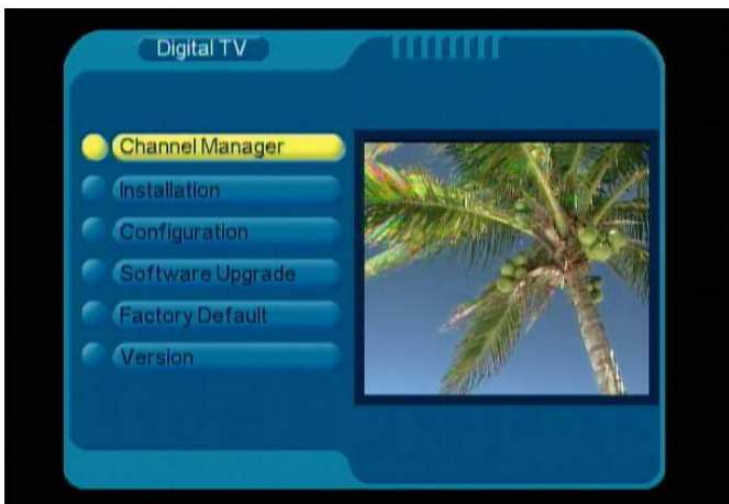 Digital TV
Channel Manager
Installation
Configuration
Software Upgrade
Factory Default
Version